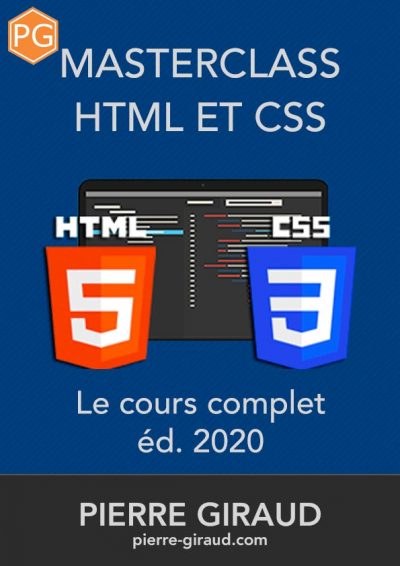 PG
MASTERCLASS
HTML ET CSS
HTML
CSS
5
3
Le cours complet
éd. 2020
PIERRE GIRAUD
pierre-giraud.com